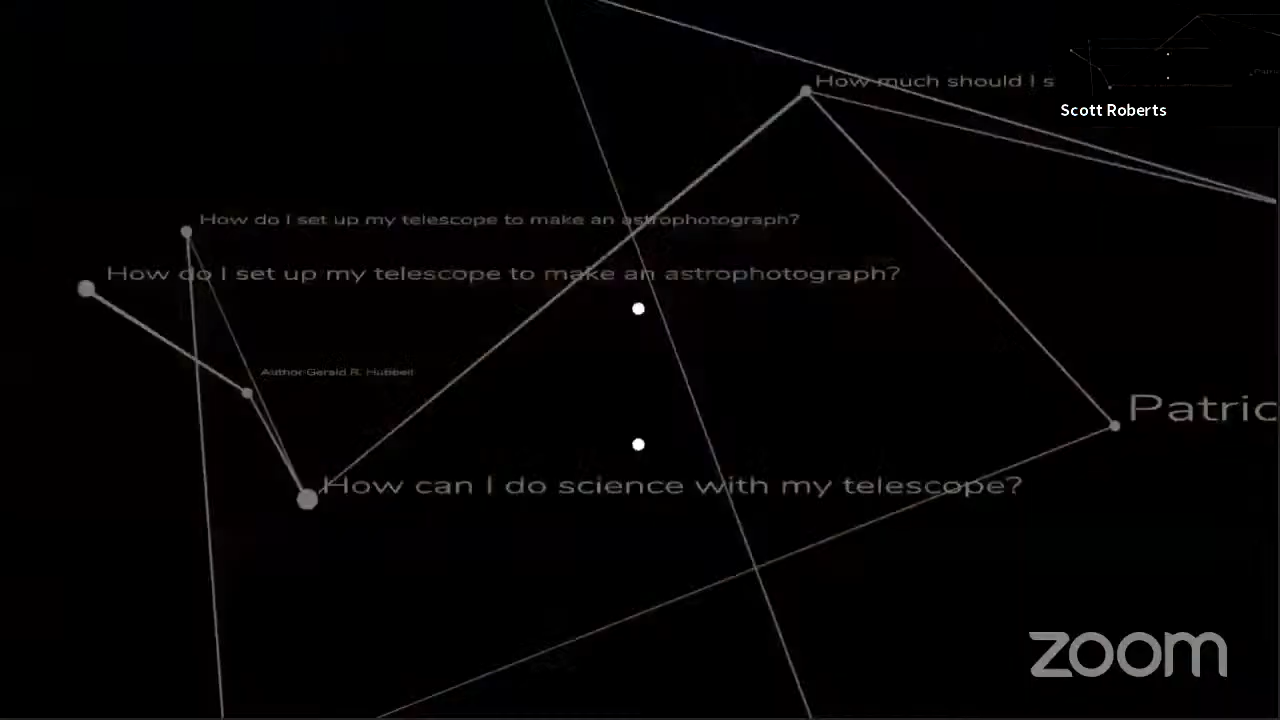 How much should I s
Scott Roberts
How do I set up my telescope to make an astrophotograph?
How do I set up my telescope to make an astrophotograph?
Author Gerald R. Hubbell
Patric
How can I do science with my telescope?
zoom